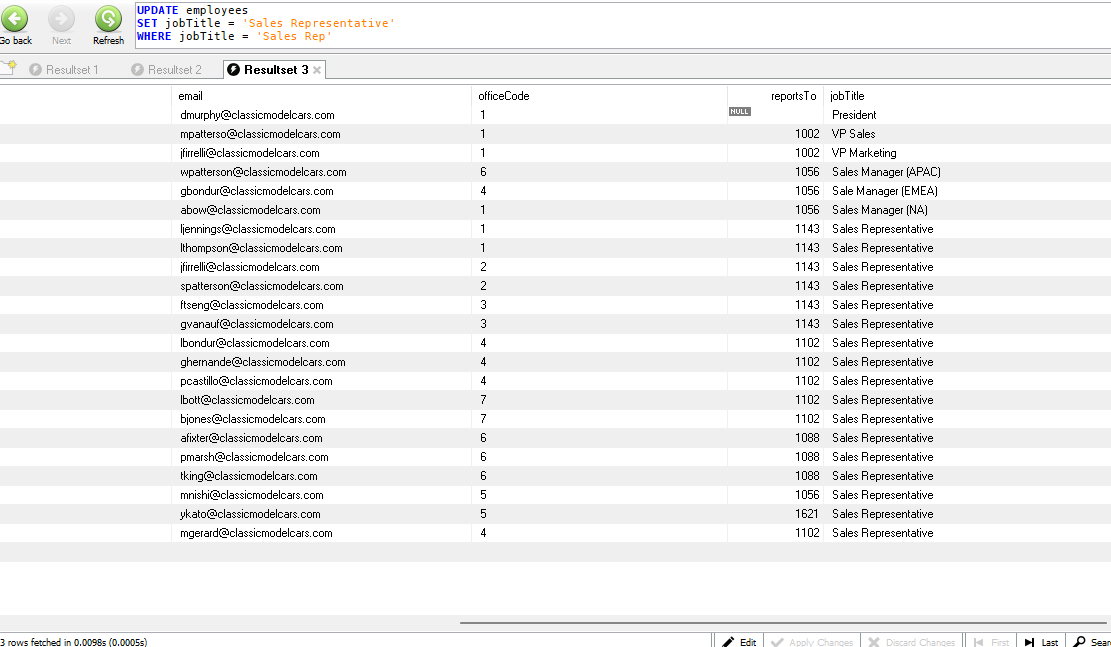 UPDATE employees
SET jobTitle = 'Sales Representative'
WHERE jobTitle = 'Sales Rep'
Go back Next Refresh
Resultset 1 Resultset 2 Resultset 3
email officeCode reportsTo jobTitle
dmurphy@classicmodelcars.com 1 NULL President
mpatterso@classicmodelcars.com 1 1002 VP Sales
jfirrelli@classicmodelcars.com 1 1002 VP Marketing
wpatterson@classicmodelcars.com 6 1056 Sales Manager (APAC)
gbondur@classicmodelcars.com 4 1056 Sale Manager (EMEA)
abow@classicmodelcars.com 1 1056 Sales Manager (NA)
ljennings@classicmodelcars.com 1 1143 Sales Representative
lthompson@classicmodelcars.com 1 1143 Sales Representative
jfirrelli@classicmodelcars.com 2 1143 Sales Representative
spatterson@classicmodelcars.com 2 1143 Sales Representative
ftseng@classicmodelcars.com 3 1143 Sales Representative
gvanauf@classicmodelcars.com 3 1143 Sales Representative
lbondur@classicmodelcars.com 4 1102 Sales Representative
ghernande@classicmodelcars.com 4 1102 Sales Representative
pcastillo@classicmodelcars.com 4 1102 Sales Representative
lbott@classicmodelcars.com 7 1102 Sales Representative
bjones@classicmodelcars.com 7 1102 Sales Representative
afixter@classicmodelcars.com 6 1088 Sales Representative
pmarsh@classicmodelcars.com 6 1088 Sales Representative
tking@classicmodelcars.com 6 1088 Sales Representative
mnishi@classicmodelcars.com 5 1056 Sales Representative
ykato@classicmodelcars.com 5 1621 Sales Representative
mgerard@classicmodelcars.com 4 1102 Sales Representative
3 rows fetched in 0.0098s (0.0005s) Edit Apply Changes Discard Changes First Last Sear